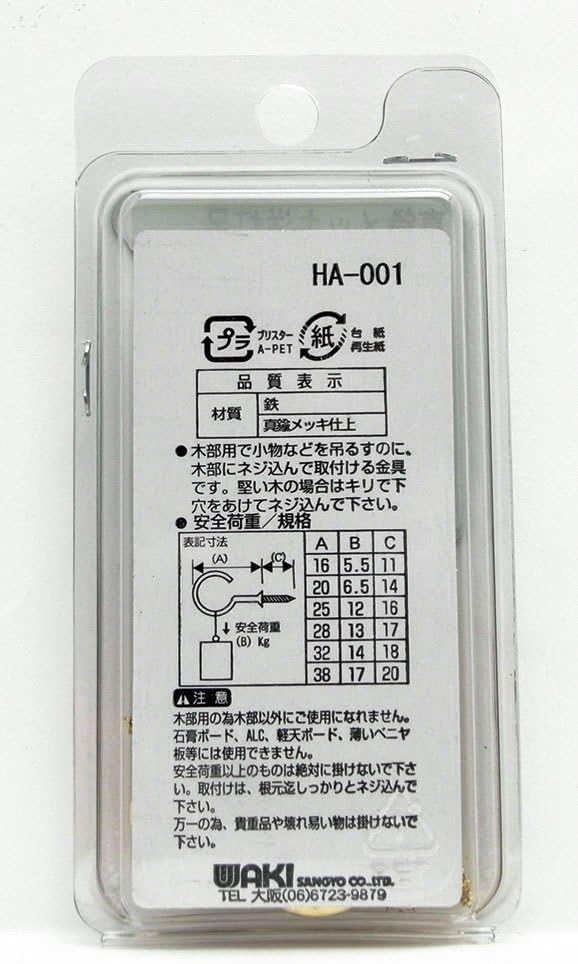 HA-001
プラ ブリスター 紙 台紙
A-PET 再生紙
品質表示
材質 鉄
真鍮メッキ仕上
●木部用で小物などを吊るすのに。
木部にネジ込んで取付ける金具
です。堅い木の場合はキリで下
穴をあけてネジ込んで下さい。
●安全荷重／規格
表記寸法
(A) (C)
安全荷重
(B) Kg
A B C
16 5.5 11
20 6.5 14
25 12 16
28 13 17
32 14 18
38 17 20
注意
木部用の為木部以外にご使用になれません。
石膏ボード、ALC、軽天ボード、薄いベニヤ
板等には使用できません。
安全荷重以上のものは絶対に掛けないで下さ
い。取付けは、根元迄しっかりとネジ込んで
下さい。
万一の為、貴重品や壊れ易い物は掛けないで
下さい。
WAKI SANGYO CO.,LTD.
TEL 大阪(06)6723-9879